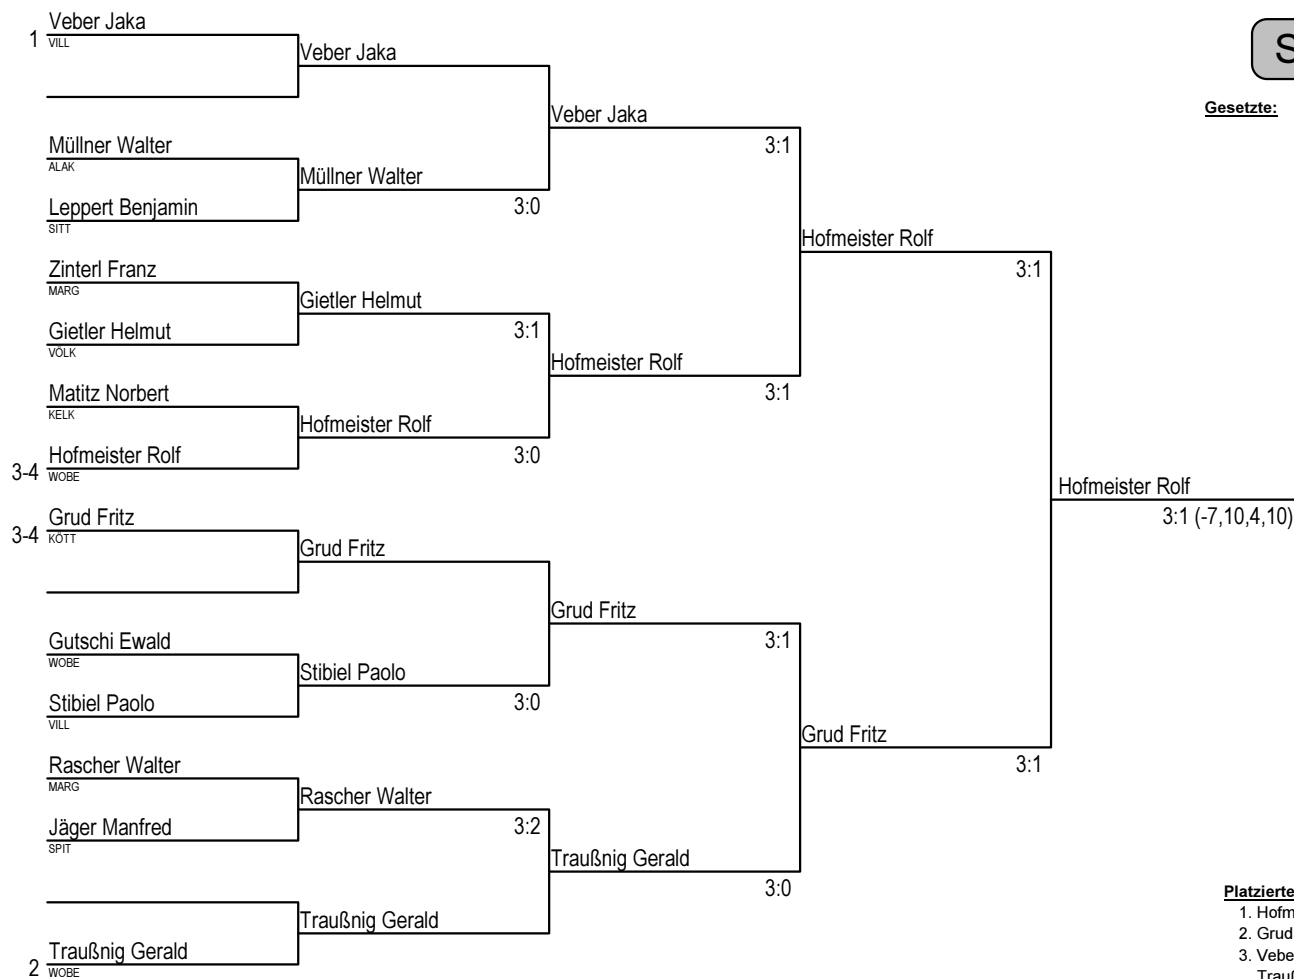 Veber Jaka
1 VILL
Veber Jaka
S
Gesetzte:
Veber Jaka
3:1
Müllner Walter
ALAK
Müllner Walter
3:0
Leppert Benjamin
SITT
Hofmeister Rolf
3:1
Zinterl Franz
MARG
Gietler Helmut
3:1
Gietler Helmut
VÖLK
Hofmeister Rolf
3:1
Matitz Norbert
KELK
Hofmeister Rolf
3:0
Hofmeister Rolf
3-4 WOBE
Hofmeister Rolf
3:1 (-7,10,4,10)
Grud Fritz
3-4 KÖTT
Grud Fritz
Grud Fritz
3:1
Gutschi Ewald
WOBE
Stibiel Paolo
3:0
Stibiel Paolo
VILL
Grud Fritz
3:1
Rascher Walter
MARG
Rascher Walter
3:2
Jäger Manfred
SPIT
Traußnig Gerald
3:0
Traußnig Gerald
Traußnig Gerald
2 WOBE
Platzierte
1. Hofm
2. Grud
3. Vebe
Trauß